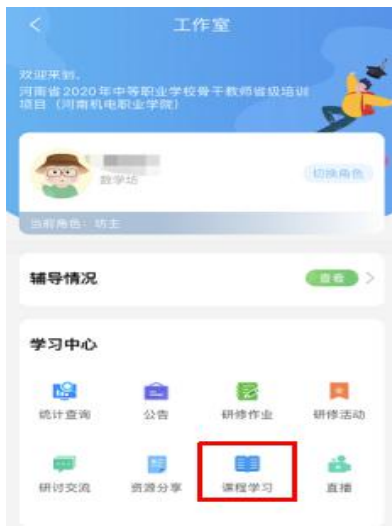 工作室
欢迎来到,
河南省2020年中等职业学校骨干教师省级培训
项目（河南机电职业学院）
数学坊
切换角色
当前角色：坊主
辅导情况
查看
学习中心
统计查询
公告
研修作业
研修活动
研讨交流
资源分享
课程学习
直播